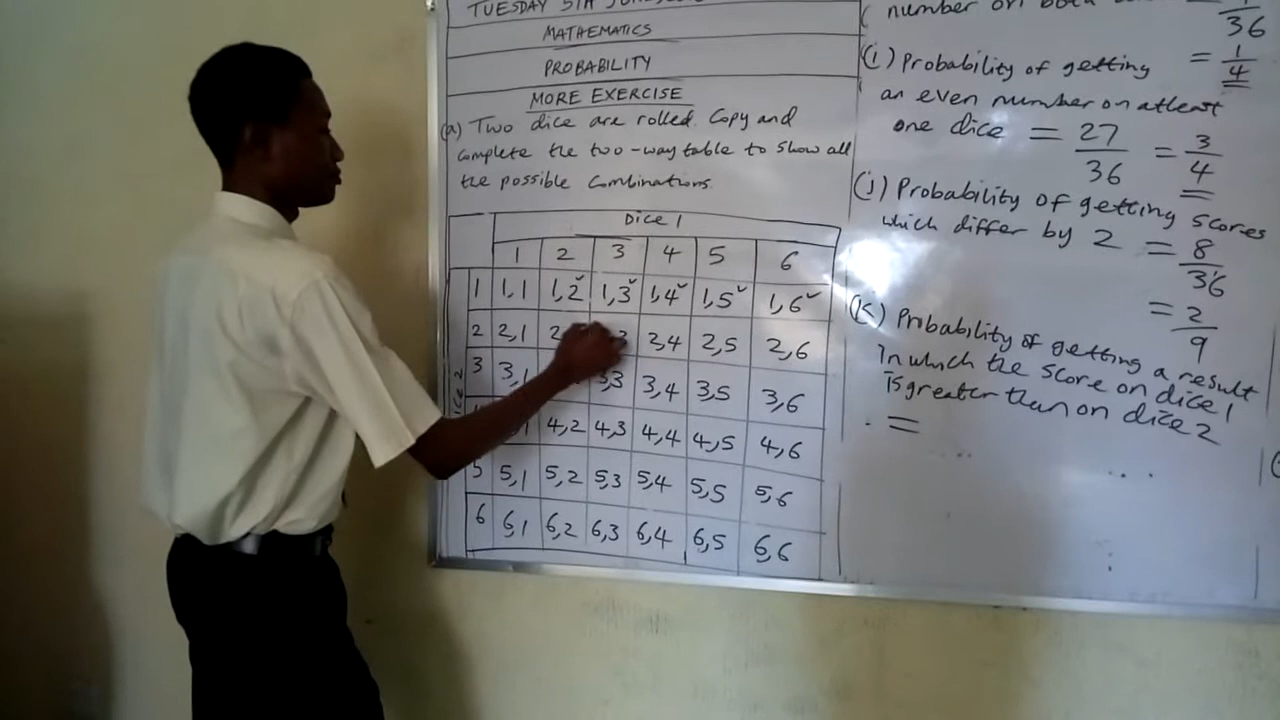 TUESDAY 5TH
MATHEMATICS
PROBABILITY
MORE EXERCISE
(a) Two dice are rolled. Copy and
complete the two-way table to show all
the possible combinations.
Dice 1
1 2 3 4 5 6
1 1,1 1,2 1,3 1,4 1,5 1,6
2 2,1 2,4 2,5 2,6
3 3,1 3,3 3,4 3,5 3,6
4,2 4,3 4,4 4,5 4,6
5 5,1 5,2 5,3 5,4 5,5 5,6
6 6,1 6,2 6,3 6,4 6,5 6,6
number on both
36
(i) Probability of getting = 1/4
an even number on atleast
one dice = 27/36 = 3/4
(J) Probability of getting scores
which differ by 2 = 8/36
= 2/9
(K) Probability of getting a result
in which the score on dice 1
is greater than on dice 2
=